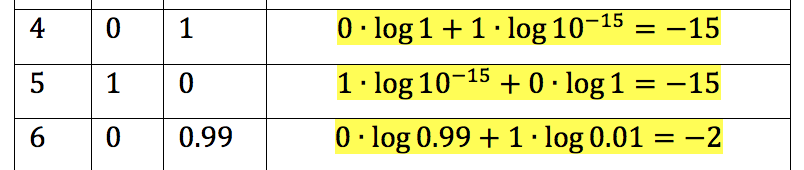 4 0 1 0 · log 1 + 1 · log 10⁻¹⁵ = −15
5 1 0 1 · log 10⁻¹⁵ + 0 · log 1 = −15
6 0 0.99 0 · log 0.99 + 1 · log 0.01 = −2